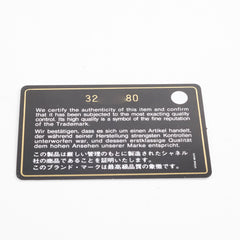 32 80
We certify the authenticity of this item and confirm
that it has been subjected to the most exacting quality
control. Its high quality is a symbol of the fine reputation
of the Trademark.
Wir bestätigen, dass es sich um einen Artikel handelt,
der während seiner Herstellung strengsten Kontrollen
unterworfen war, und dessen erstklassige Qualität
dem hohen Ansehen unserer Marke entspricht.
この製品は新しい管理のもとに造られたシャネル
社の商品であることを証明いたします。
このブランド・マークは最高級品質の象徴です。